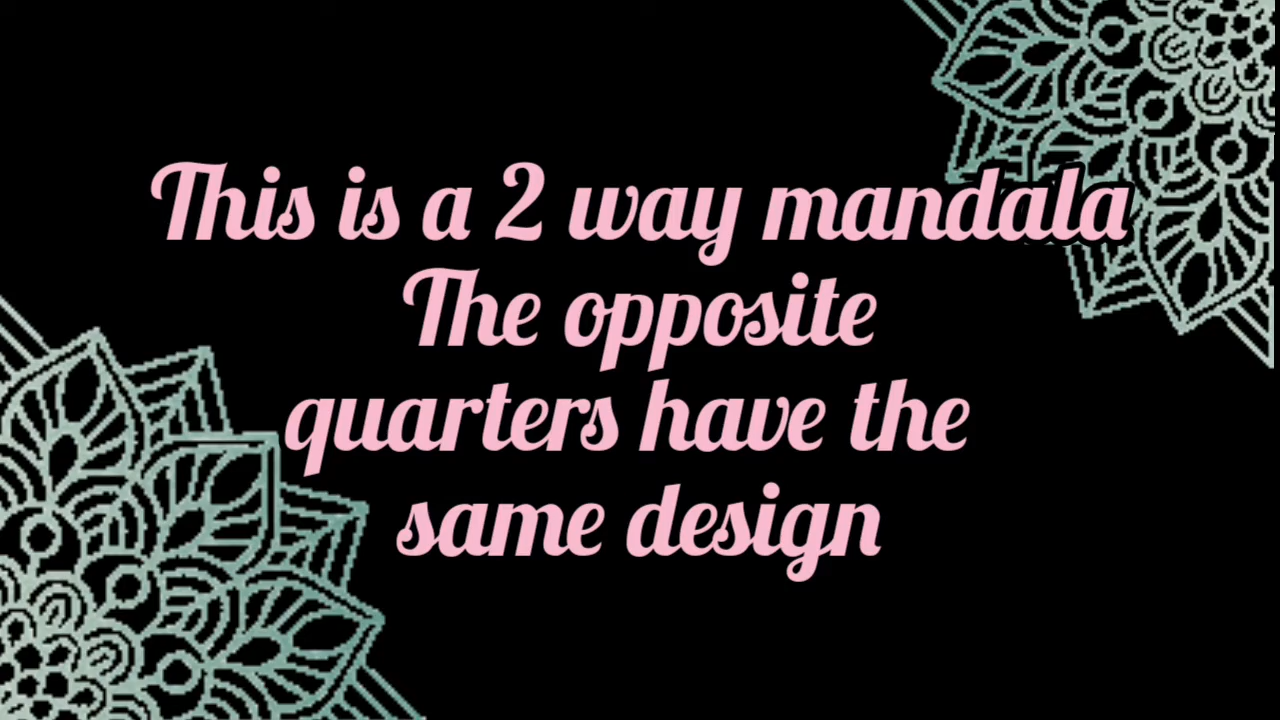 This is a 2 way mandala
The opposite
quarters have the
same design